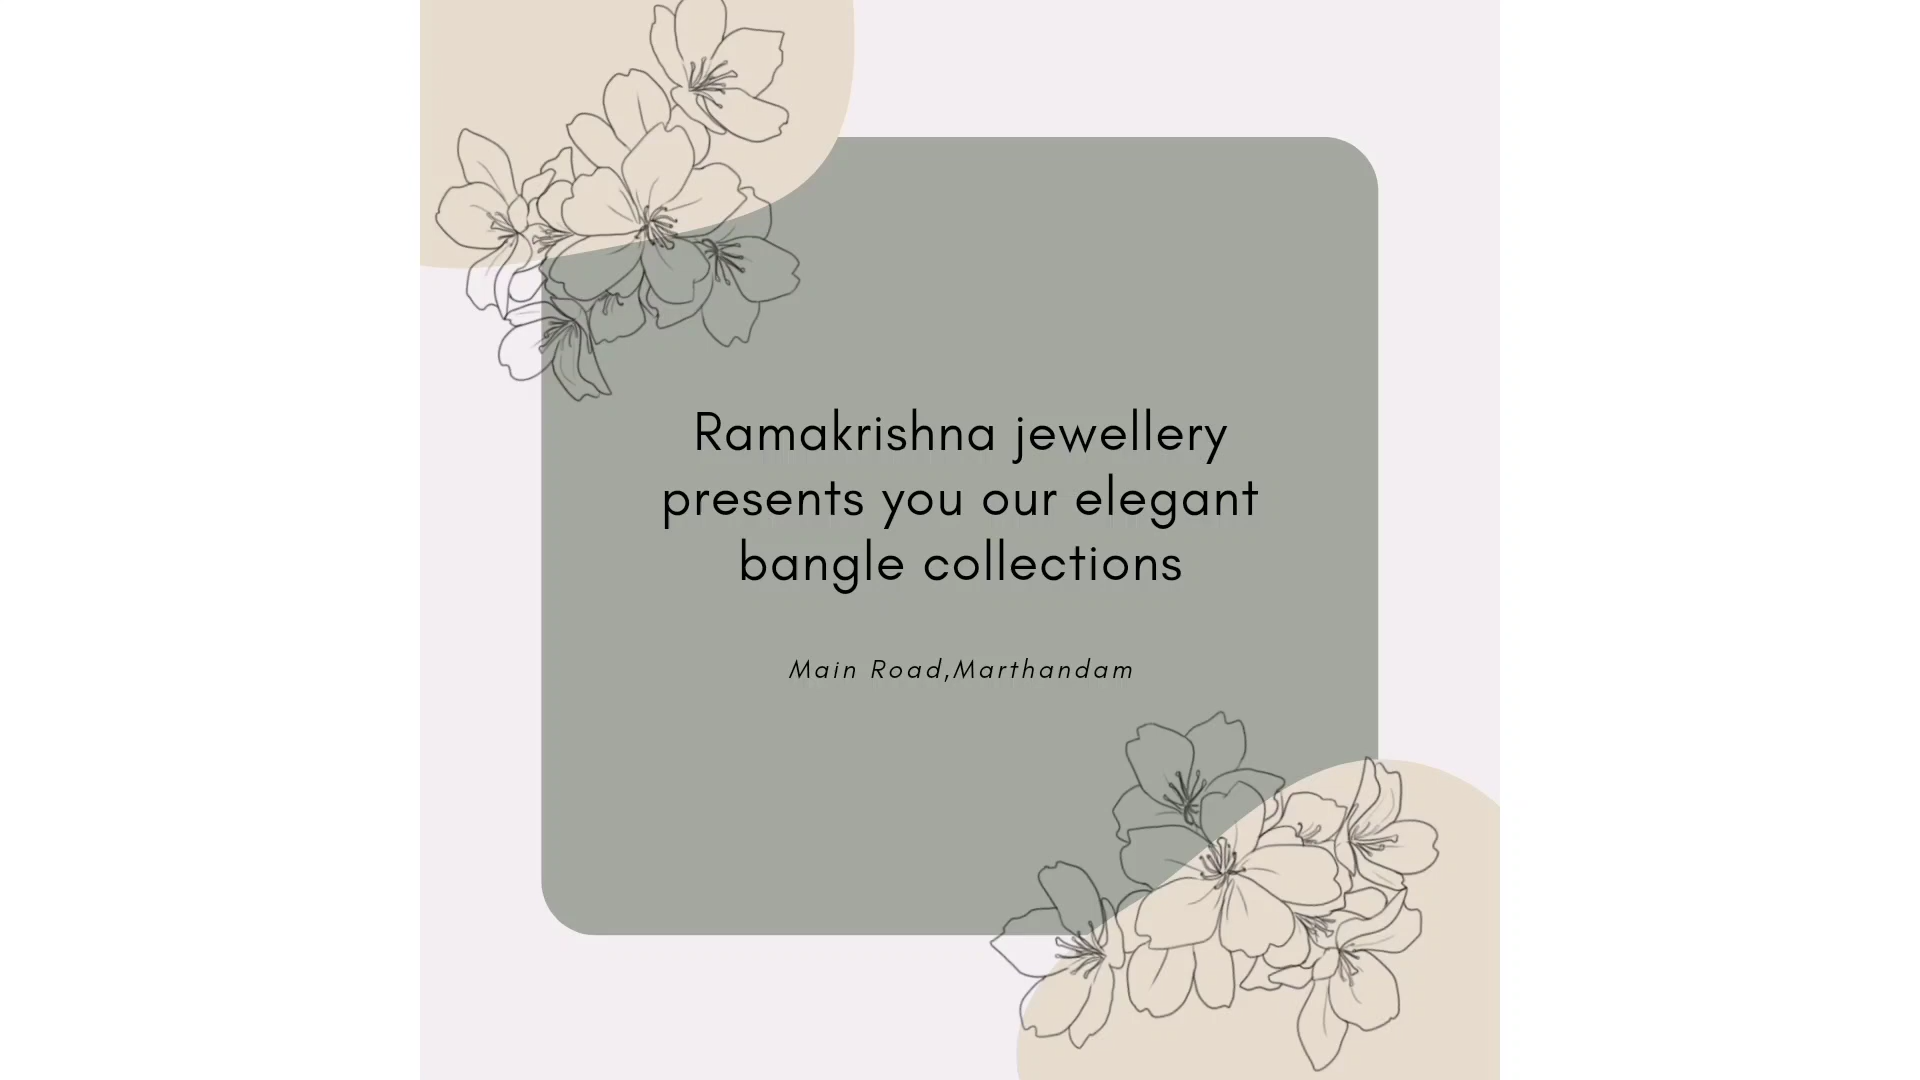 Ramakrishna jewellery
presents you our elegant
bangle collections
Main Road,Marthandam